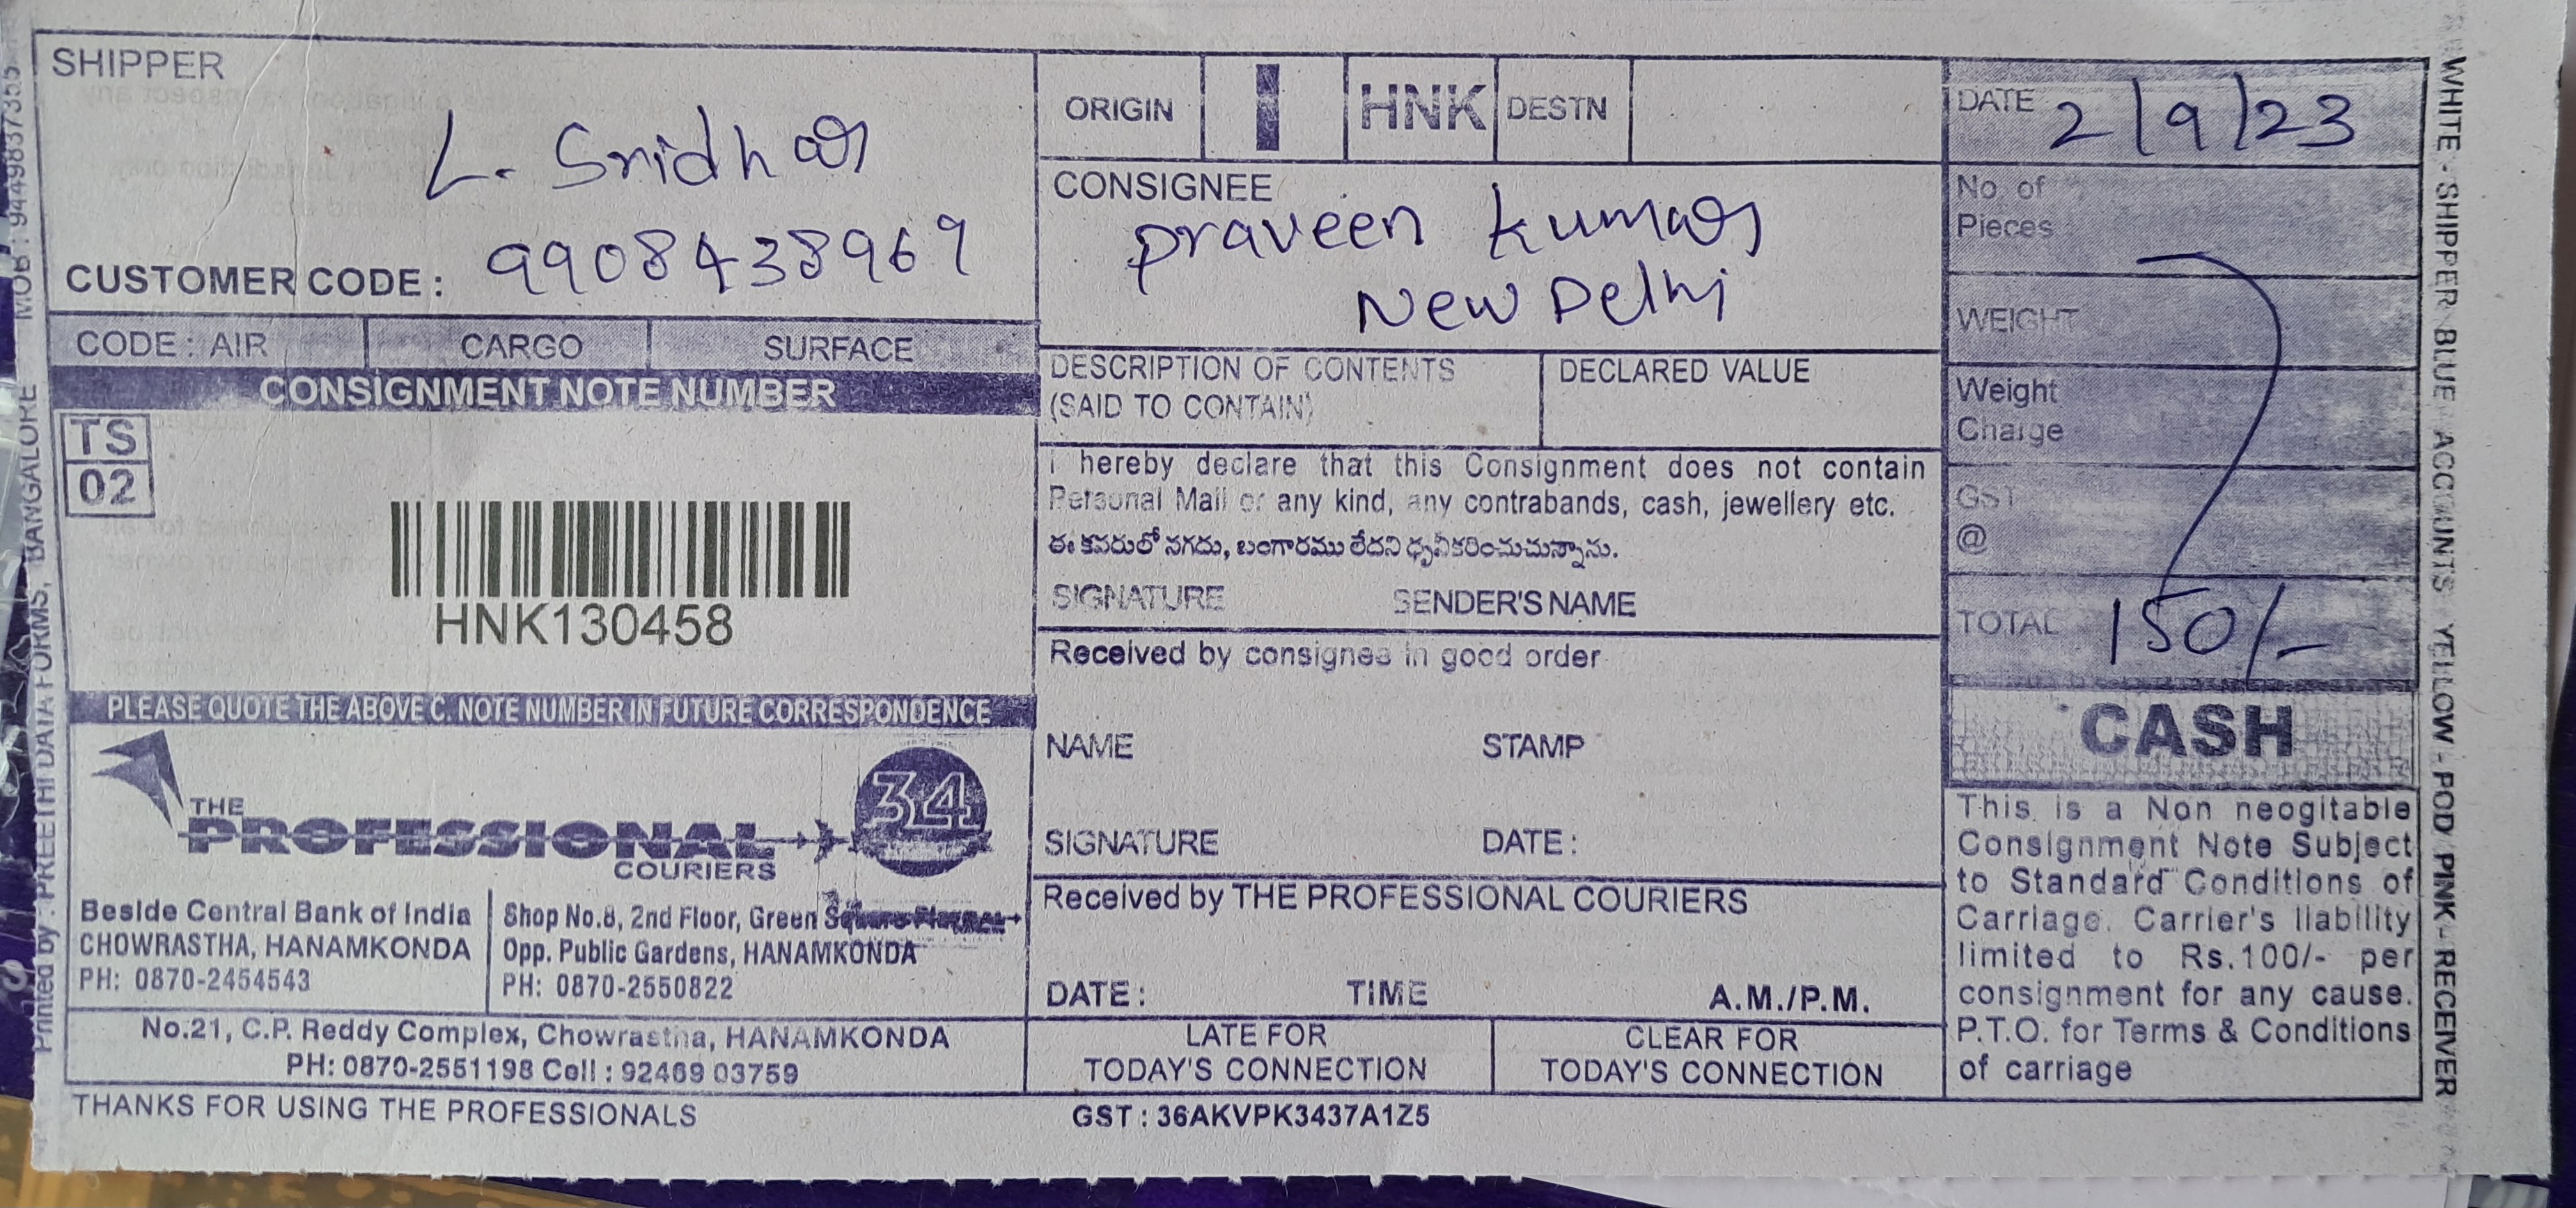 SHIPPER
L. Sridhar
CUSTOMER CODE : 9908438969
CODE : AIR CARGO SURFACE
CONSIGNMENT NOTE NUMBER
TS
02
HNK130458
PLEASE QUOTE THE ABOVE C. NOTE NUMBER IN FUTURE CORRESPONDENCE
THE
PROFESSIONAL
COURIERS
34
Beside Central Bank of India
CHOWRASTHA, HANAMKONDA
PH: 0870-2454543
Shop No.8, 2nd Floor, Green
Opp. Public Gardens, HANAMKONDA
PH: 0870-2550822
No.21, C.P. Reddy Complex, Chowrastha, HANAMKONDA
PH: 0870-2551198 Cell : 92469 03759
THANKS FOR USING THE PROFESSIONALS
ORIGIN I HNK DESTN
CONSIGNEE
praveen kumar
New Delhi
DESCRIPTION OF CONTENTS
(SAID TO CONTAIN)
DECLARED VALUE
I hereby declare that this Consignment does not contain
Personal Mail or any kind, any contrabands, cash, jewellery etc.
ఈ కవరులో నగదు, బంగారము లేదని ధృవీకరించుచున్నాను.
SIGNATURE SENDER'S NAME
Received by consignee in good order
NAME STAMP
SIGNATURE DATE :
Received by THE PROFESSIONAL COURIERS
DATE : TIME A.M./P.M.
LATE FOR
TODAY'S CONNECTION
CLEAR FOR
TODAY'S CONNECTION
GST : 36AKVPK3437A1Z5
DATE 2/9/23
No. of
Pieces
WEIGHT
Weight
Charge
GST
@
TOTAL 150/-
CASH
This is a Non neogitable
Consignment Note Subject
to Standard Conditions of
Carriage. Carrier's liability
limited to Rs.100/- per
consignment for any cause.
P.T.O. for Terms & Conditions
of carriage
Printed by : PREETHI DATA FORMS, BANGALORE MOB : 9449837355
WHITE - SHIPPER BLUE - ACCOUNTS YELLOW - POD PINK - RECEIVER